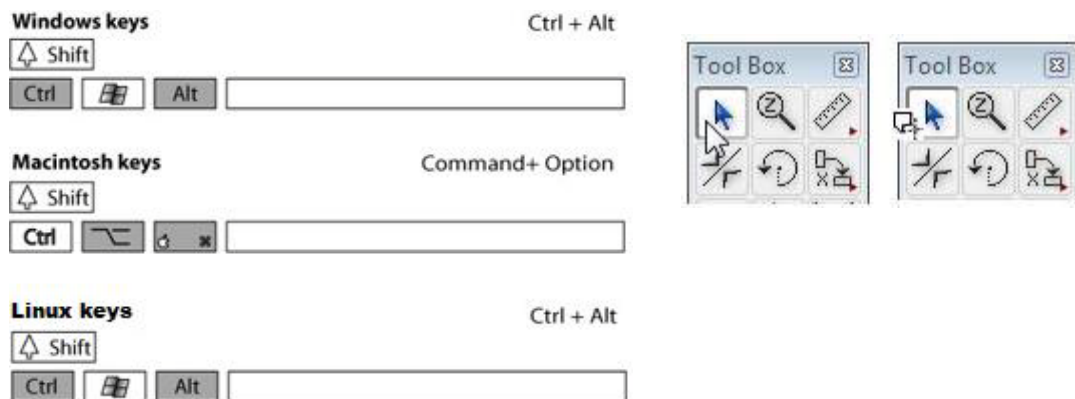 Windows keys
Ctrl + Alt
Shift
Ctrl
Alt
Macintosh keys
Command+ Option
Shift
Ctrl
Linux keys
Ctrl + Alt
Shift
Ctrl
Alt
Tool Box
Z
X
Tool Box
Z
X